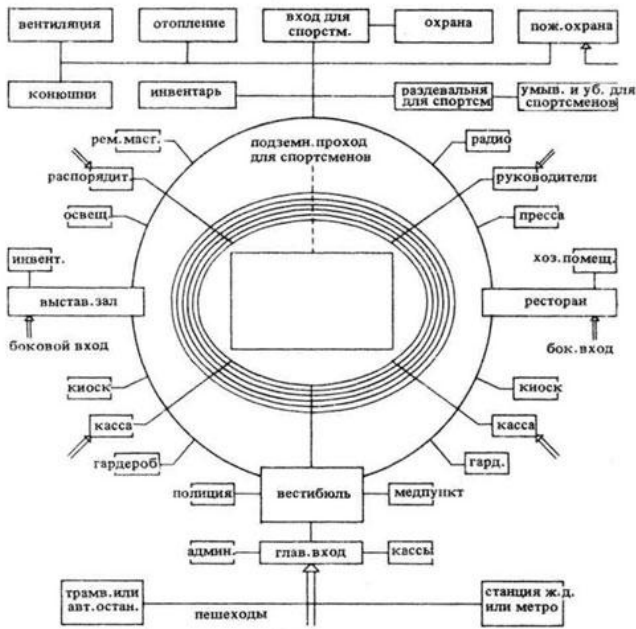 вентиляция
отопление
вход для
спорстм.
охрана
пож.охрана
конюшни
инвентарь
раздевальня
для спортсм
умыв. и уб. для
спортсменов
рем.маст.
подземн.проход
для спортсменов
радио
распорядит.
руководители
освещ.
пресса
инвент.
хоз.помещ.
выстав.зал
ресторан
боковой вход
бок.вход
киоск
киоск
касса
касса
гардероб
гард.
полиция
вестибюль
медпункт
админ.
глав.вход
кассы
трамв.или
авт.остан.
пешеходы
станция ж.д.
или метро